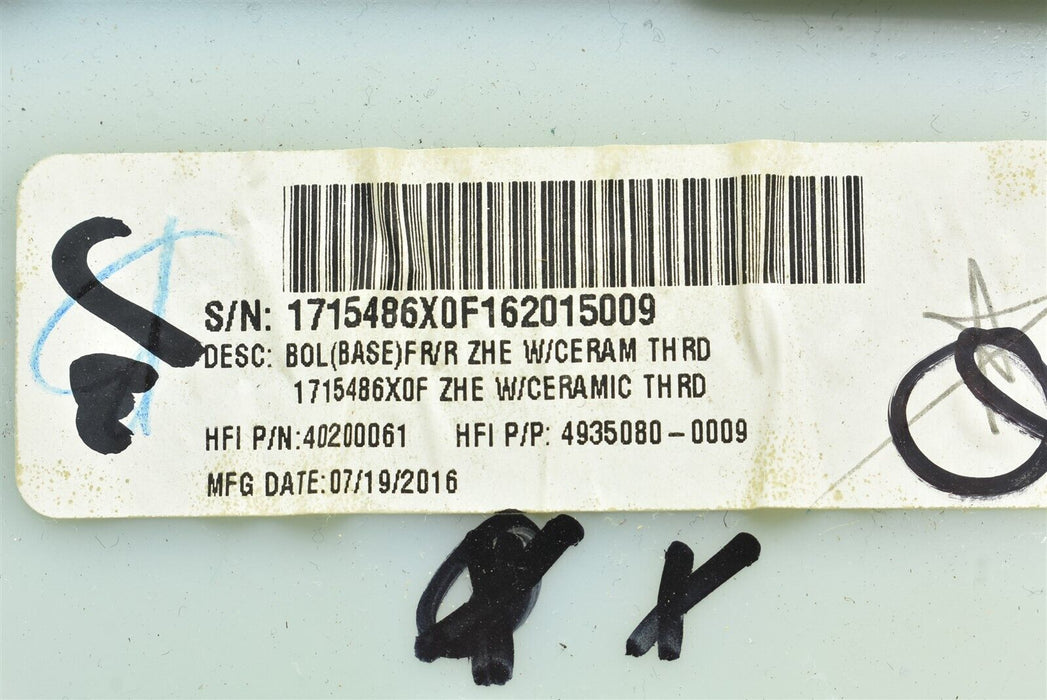 S/N: 1715486X0F162015009
DESC: BOL(BASE)FR/R ZHE W/CERAM THRD
1715486X0F ZHE W/CERAMIC THRD
HFI P/N:40200061 HFI P/P: 4935080-0009
MFG DATE:07/19/2016